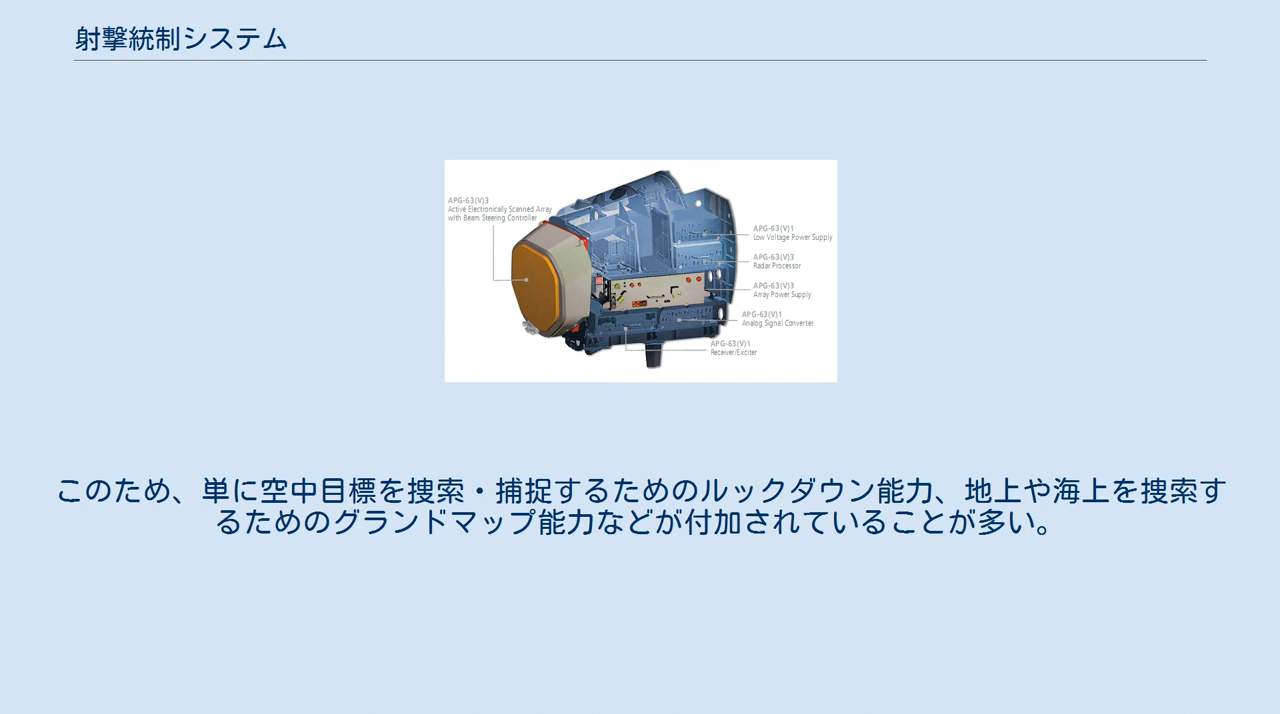 射撃統制システム
APG-63(V)3
Active Electronically Scanned Array
with Beam Steering Controller
APG-63(V)1
Low Voltage Power Supply
APG-63(V)3
Radar Processor
APG-63(V)3
Array Power Supply
APG-63(V)1
Analog Signal Converter
APG-63(V)1
Receiver/Exciter
このため、単に空中目標を捜索・捕捉するためのルックダウン能力、地上や海上を捜索す
るためのグランドマップ能力などが付加されていることが多い。